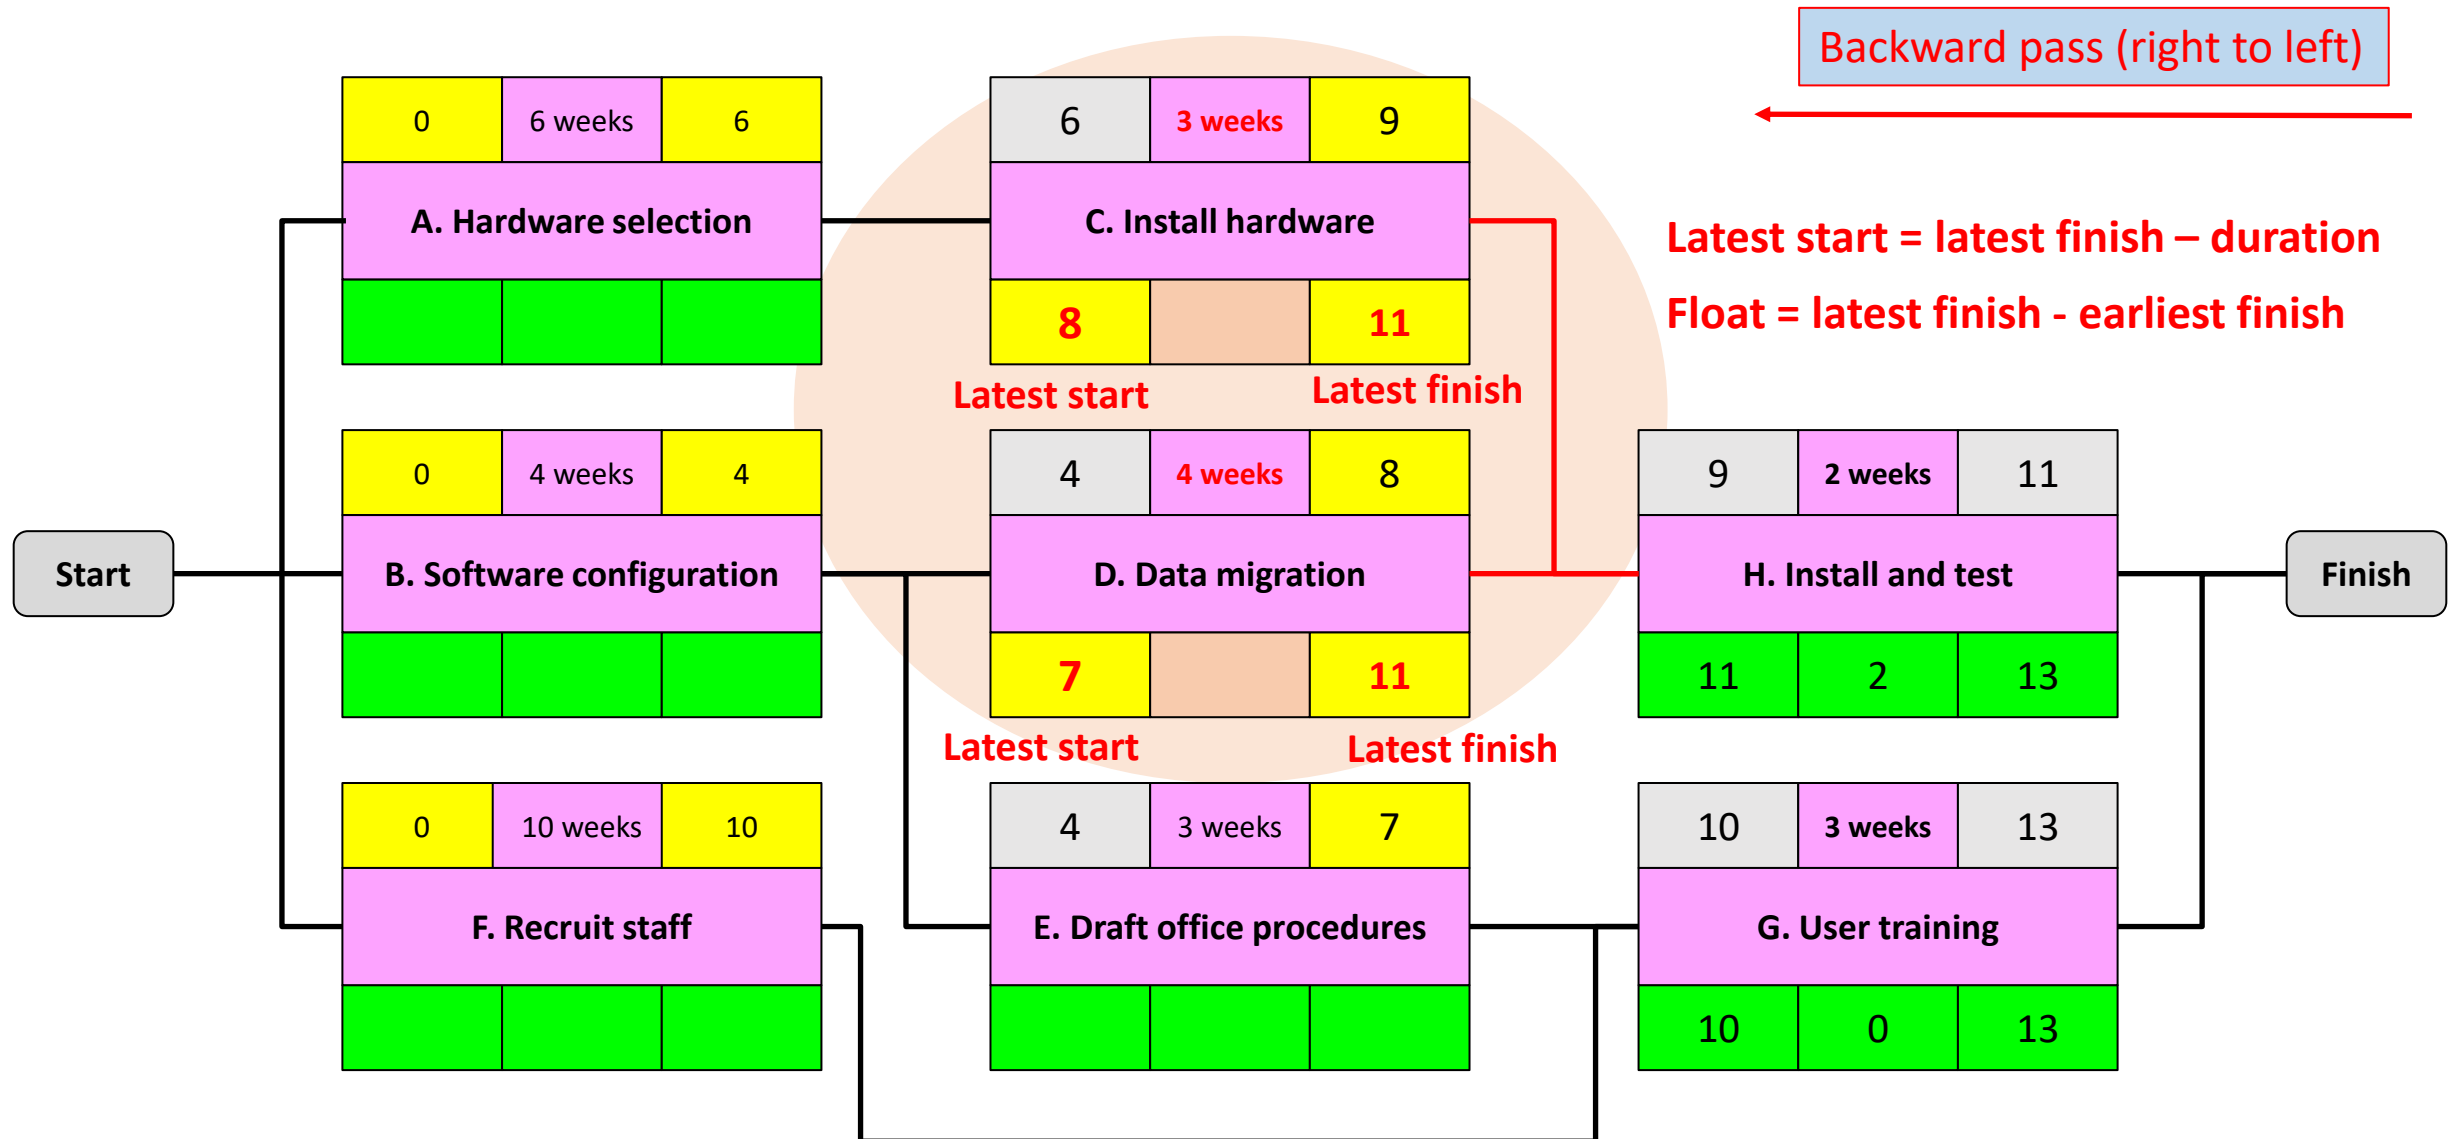 Backward pass (right to left)
0 6 weeks 6
A. Hardware selection
6 3 weeks 9
C. Install hardware
8 11
Latest start Latest finish
Latest start = latest finish – duration
Float = latest finish - earliest finish
Start
0 4 weeks 4
B. Software configuration
4 4 weeks 8
D. Data migration
7 11
Latest start Latest finish
9 2 weeks 11
H. Install and test
11 2 13
Finish
0 10 weeks 10
F. Recruit staff
4 3 weeks 7
E. Draft office procedures
10 3 weeks 13
G. User training
10 0 13